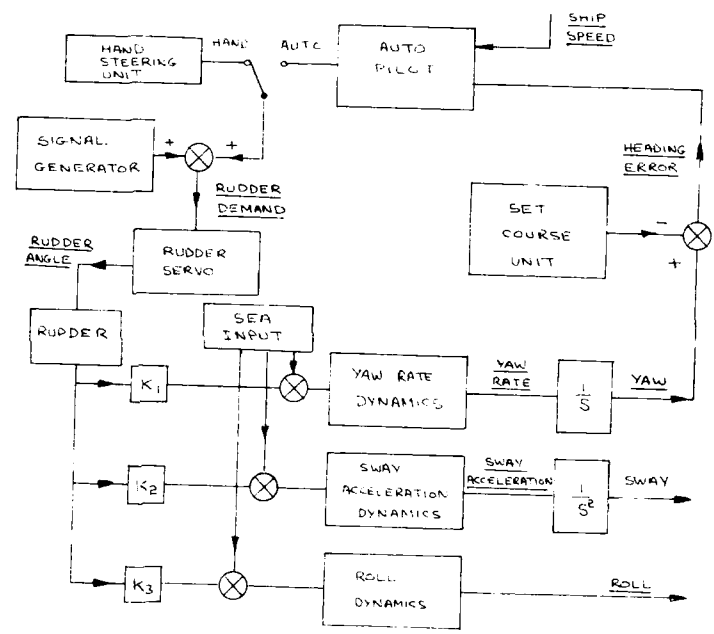 SHIP
SPEED
HAND
STEERING
UNIT
HAND
AUTC
AUTO
PILOT
SIGNAL.
GENERATOR
+
+
RUDDER
DEMAND
HEADING
ERROR
SET
COURSE
UNIT
-
+
RUDDER
ANGLE
RUDDER
SERVO
RUDDER
SEA
INPUT
K1
YAW RATE
DYNAMICS
YAW
RATE
1
S
YAW
K2
SWAY
ACCELERATION
DYNAMICS
SWAY
ACCELERATION
1
S²
SWAY
K3
ROLL
DYNAMICS
ROLL